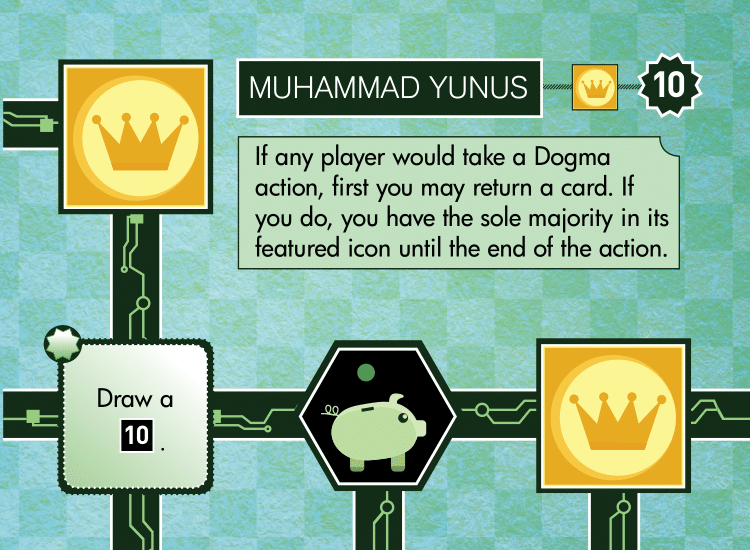 MUHAMMAD YUNUS
10
If any player would take a Dogma
action, first you may return a card. If
you do, you have the sole majority in its
featured icon until the end of the action.
Draw a
10 .